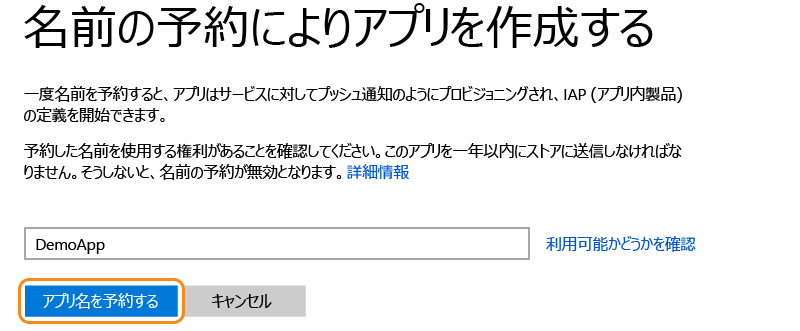 名前の予約によりアプリを作成する
一度名前を予約すると、アプリはサービスに対してプッシュ通知のようにプロビジョニングされ、IAP (アプリ内製品)
の定義を開始できます。
予約した名前を使用する権利があることを確認してください。このアプリを一年以内にストアに送信しなければな
りません。そうしないと、名前の予約が無効となります。詳細情報
DemoApp 利用可能かどうかを確認
アプリ名を予約する キャンセル